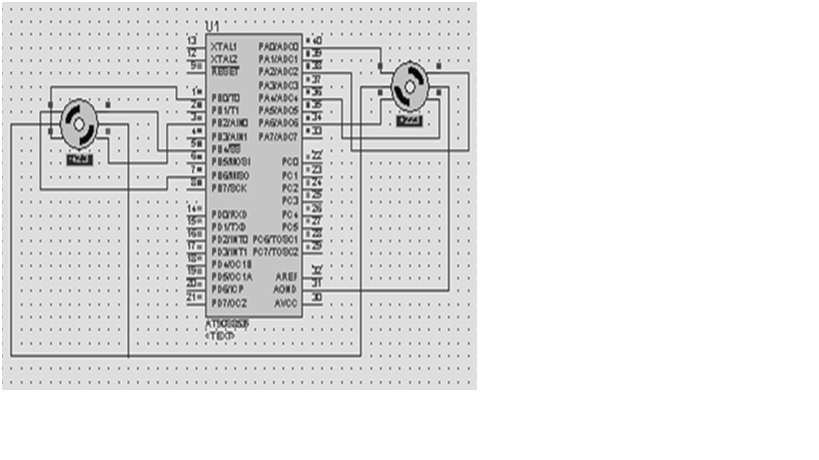 U1
13 XTAL1 PA0/ADC0 40
12 XTAL2 PA1/ADC1 39
9 RESET PA2/ADC2 38
PA3/ADC3 37
1 PB0/T0 PA4/ADC4 36
2 PB1/T1 PA5/ADC5 35
3 PB2/AIN0 PA6/ADC6 34
4 PB3/AIN1 PA7/ADC7 33
5 PB4/SS
6 PB5/MOSI PC0 22
7 PB6/MISO PC1 23
8 PB7/SCK PC2 24
PC3 25
14 PD0/RXD PC4 26
15 PD1/TXD PC5 27
16 PD2/INT0 PC6/TOSC1 28
17 PD3/INT1 PC7/TOSC2 29
18 PD4/OC1B
19 PD5/OC1A AREF 32
20 PD6/ICP AGND 31
21 PD7/OC2 AVCC 30
AT90S8535
<TEXT>